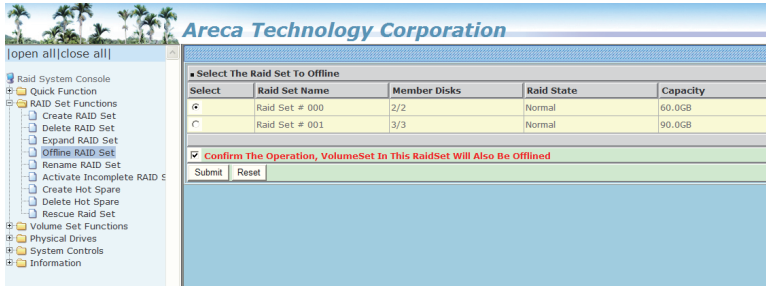 Areca Technology Corporation
|open all|close all|
Raid System Console
Quick Function
RAID Set Functions
Create RAID Set
Delete RAID Set
Expand RAID Set
Offline RAID Set
Rename RAID Set
Activate Incomplete RAID S
Create Hot Spare
Delete Hot Spare
Rescue Raid Set
Volume Set Functions
Physical Drives
System Controls
Information
Select The Raid Set To Offline
Select Raid Set Name Member Disks Raid State Capacity
Raid Set # 000 2/2 Normal 60.0GB
Raid Set # 001 3/3 Normal 90.0GB
Confirm The Operation, VolumeSet In This RaidSet Will Also Be Offlined
Submit Reset